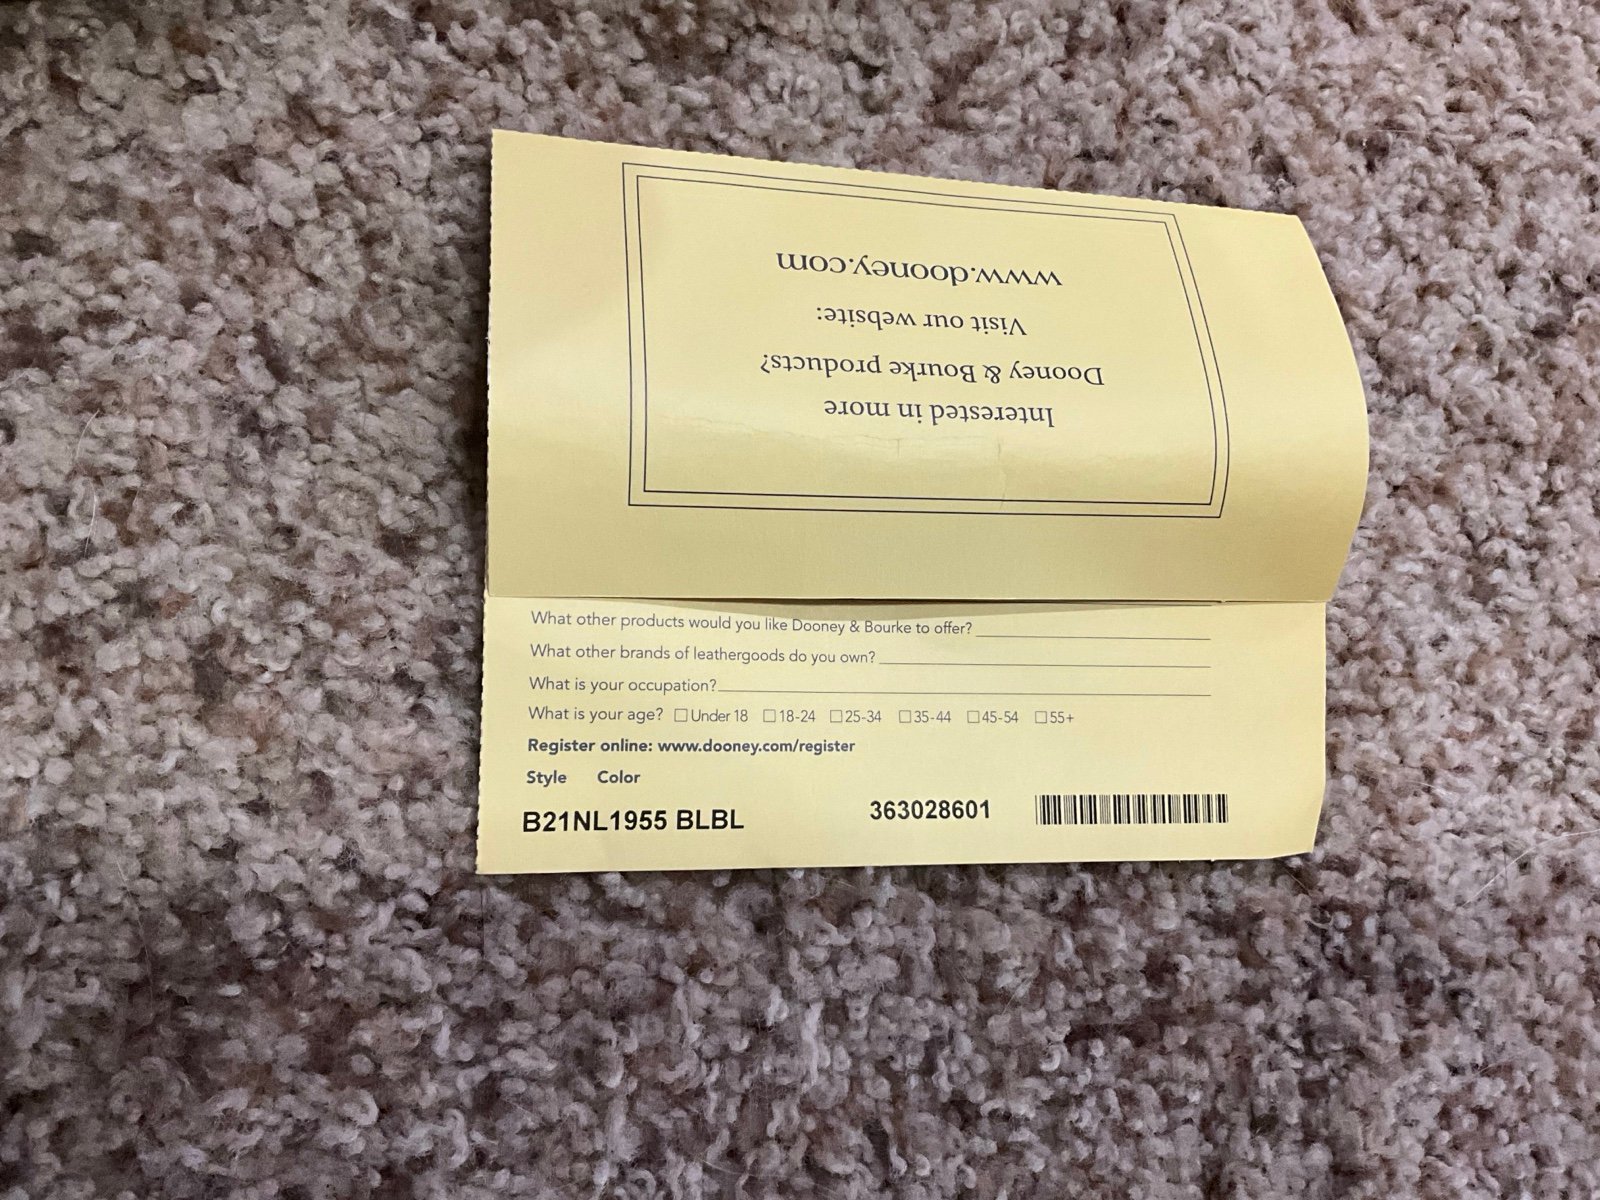 Interested in more
Dooney & Bourke products?
Visit our website:
www.dooney.com
What other products would you like Dooney & Bourke to offer?
What other brands of leathergoods do you own?
What is your occupation?
What is your age? Under 18 18-24 25-34 35-44 45-54 55+
Register online: www.dooney.com/register
Style Color
B21NL1955 BLBL 363028601